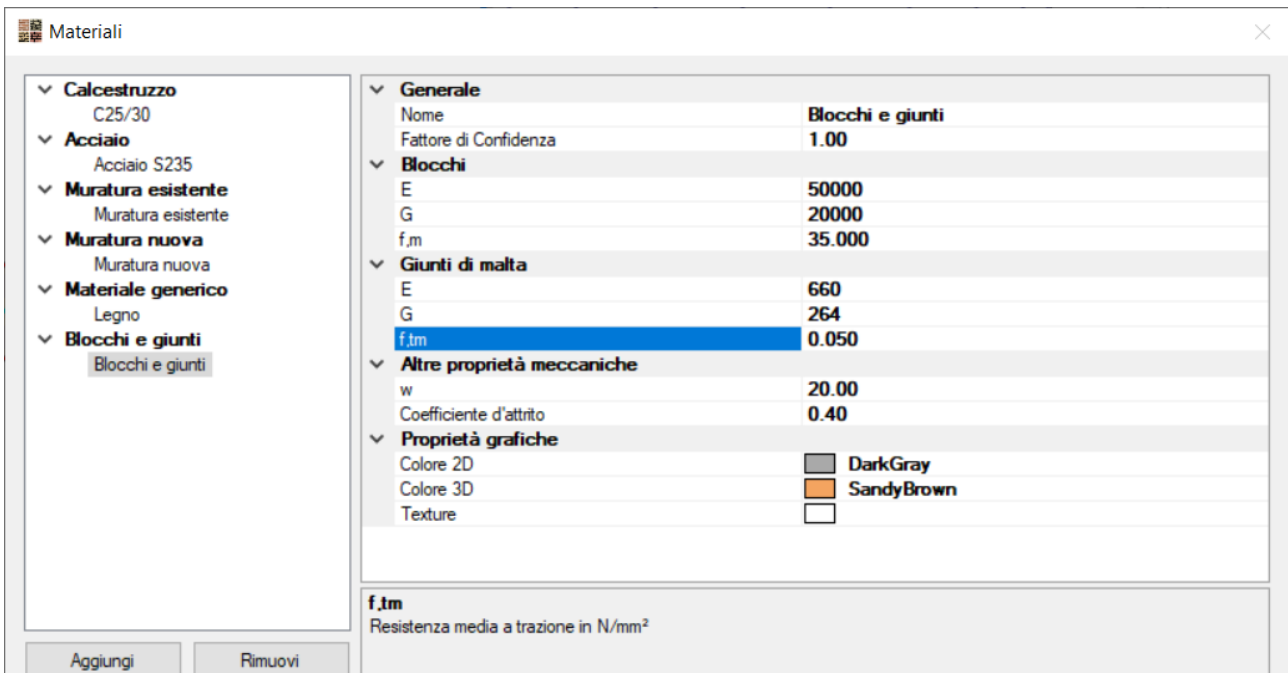 Materiali
Calcestruzzo
C25/30
Acciaio
Acciaio S235
Muratura esistente
Muratura esistente
Muratura nuova
Muratura nuova
Materiale generico
Legno
Blocchi e giunti
Blocchi e giunti
Aggiungi Rimuovi
Generale
Nome Blocchi e giunti
Fattore di Confidenza 1.00
Blocchi
E 50000
G 20000
f,m 35.000
Giunti di malta
E 660
G 264
f,tm 0.050
Altre proprietà meccaniche
w 20.00
Coefficiente d'attrito 0.40
Proprietà grafiche
Colore 2D DarkGray
Colore 3D SandyBrown
Texture
f,tm
Resistenza media a trazione in N/mm²